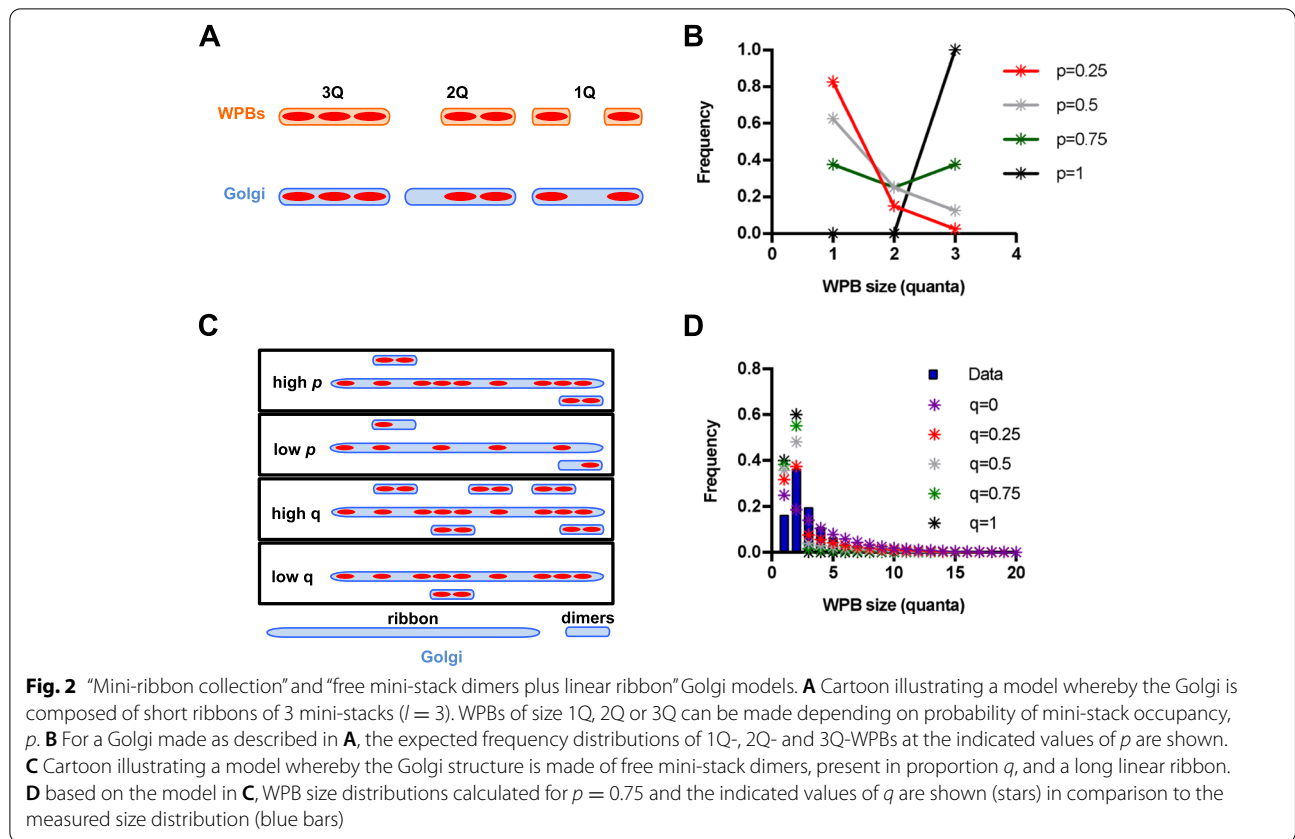 A
3Q 2Q 1Q
WPBs
Golgi
B
1.0
0.8
0.6
0.4
0.2
0.0
0 1 2 3 4
Frequency
WPB size (quanta)
p=0.25
p=0.5
p=0.75
p=1
C
high p
low p
high q
low q
ribbon dimers
Golgi
D
0.8
0.6
0.4
0.2
0.0
0 5 10 15 20
Frequency
WPB size (quanta)
Data
q=0
q=0.25
q=0.5
q=0.75
q=1
Fig. 2 “Mini-ribbon collection” and “free mini-stack dimers plus linear ribbon” Golgi models. A Cartoon illustrating a model whereby the Golgi is
composed of short ribbons of 3 mini-stacks (l = 3). WPBs of size 1Q, 2Q or 3Q can be made depending on probability of mini-stack occupancy,
p. B For a Golgi made as described in A, the expected frequency distributions of 1Q-, 2Q- and 3Q-WPBs at the indicated values of p are shown.
C Cartoon illustrating a model whereby the Golgi structure is made of free mini-stack dimers, present in proportion q, and a long linear ribbon.
D based on the model in C, WPB size distributions calculated for p = 0.75 and the indicated values of q are shown (stars) in comparison to the
measured size distribution (blue bars)